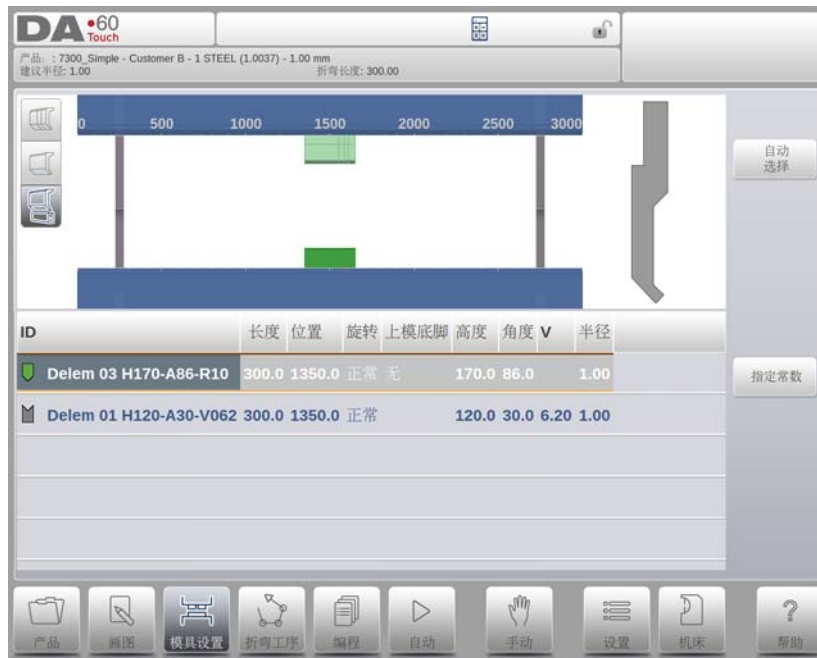 DA•60
Touch
产品: : 7300_Simple - Customer B - 1 STEEL (1.0037) - 1.00 mm
建议半径: 1.00 折弯长度: 300.00
0 500 1000 1500 2000 2500 3000
自动
选择
ID 长度 位置 旋转 上模底脚 高度 角度 V 半径
Delem 03 H170-A86-R10 300.0 1350.0 正常 无 170.0 86.0 1.00
指定常数
Delem 01 H120-A30-V062 300.0 1350.0 正常 120.0 30.0 6.20 1.00
产品 画图 模具设置 折弯工序 编程 自动 手动 设置 机床 帮助